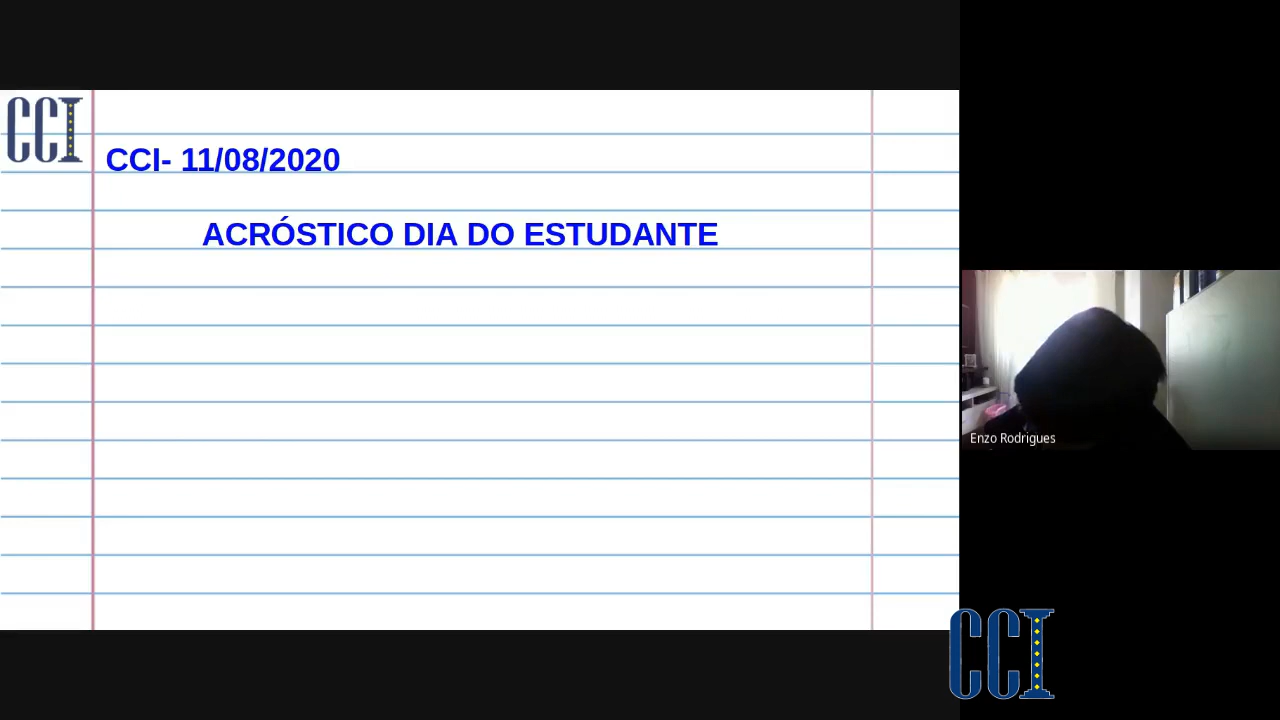 CCI
CCI- 11/08/2020
ACRÓSTICO DIA DO ESTUDANTE
Enzo Rodrigues
CCI